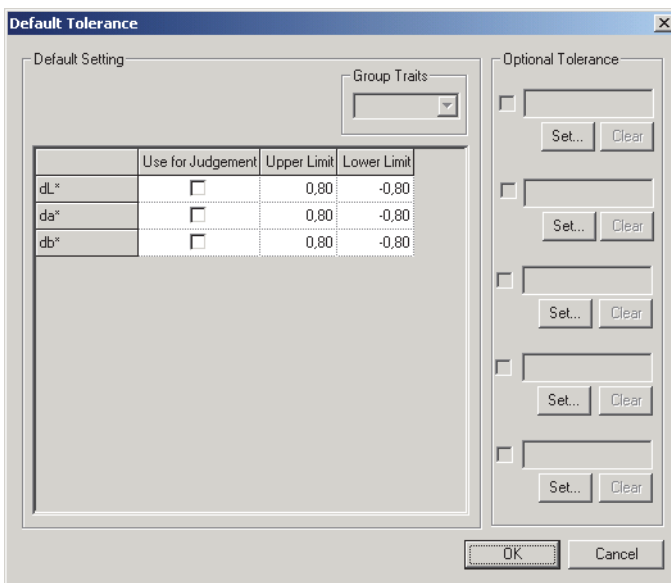 Default Tolerance
Default Setting
Group Traits
Use for Judgement Upper Limit Lower Limit
dL* 0,80 -0,80
da* 0,80 -0,80
db* 0,80 -0,80
Optional Tolerance
Set... Clear
Set... Clear
Set... Clear
Set... Clear
Set... Clear
OK Cancel